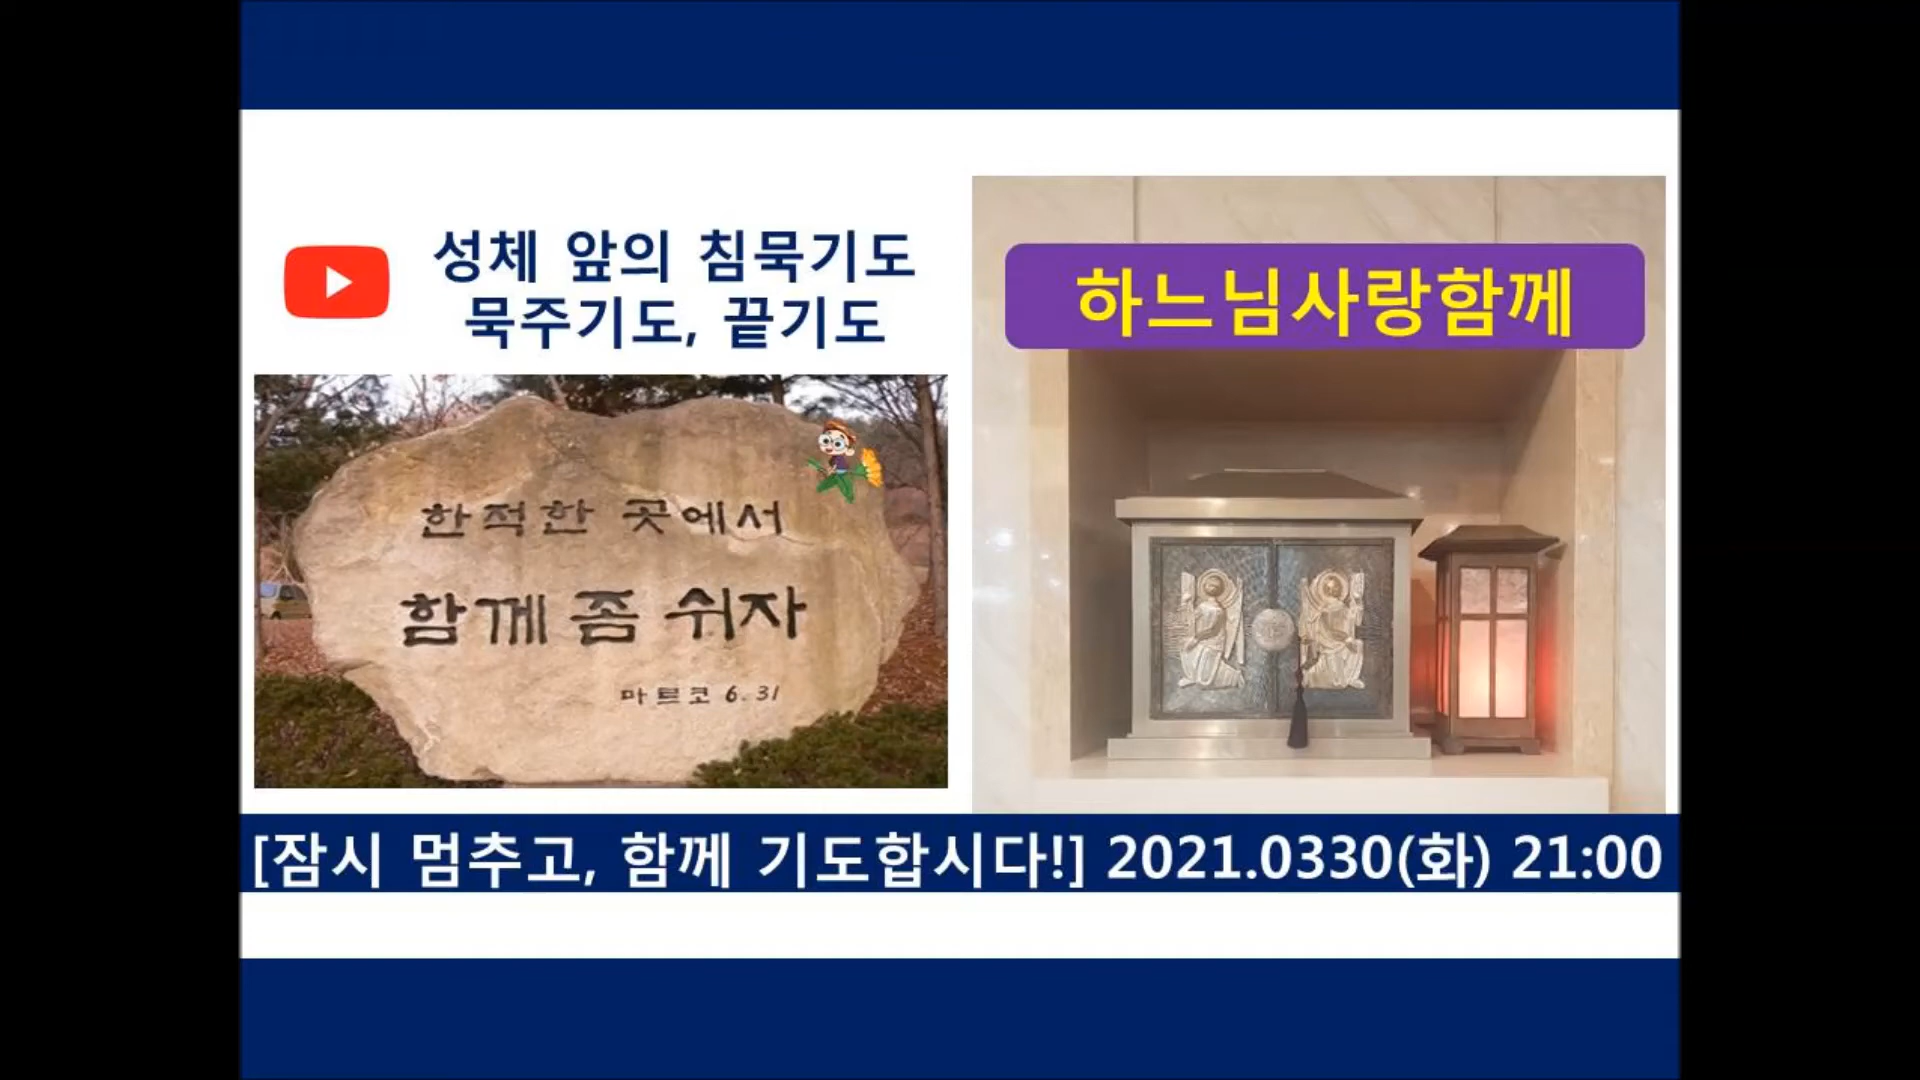 성체 앞의 침묵기도
묵주기도, 끝기도
하느님사랑함께
한적한 곳에서
함께 좀 쉬자
마르코 6.31
[잠시 멈추고, 함께 기도합시다!] 2021.0330(화) 21:00